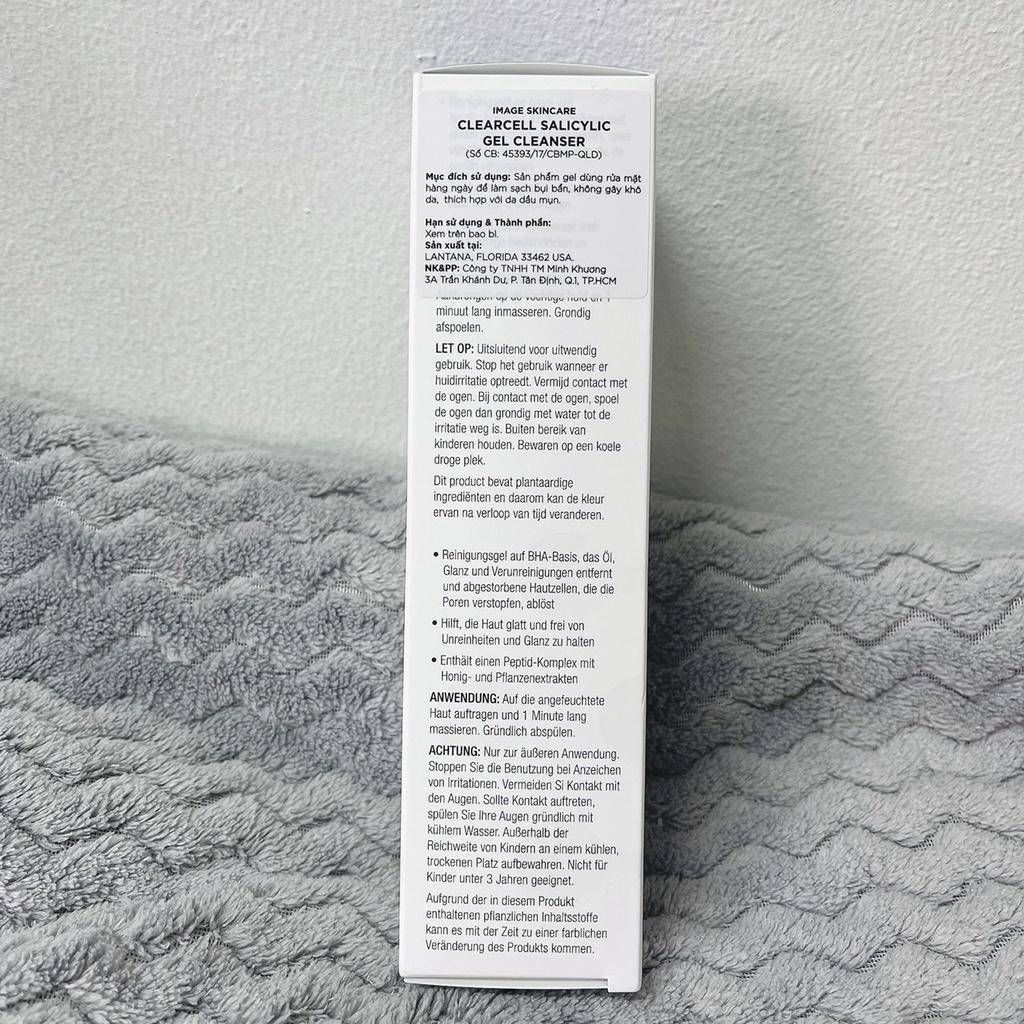 IMAGE SKINCARE
CLEARCELL SALICYLIC
GEL CLEANSER
(Số CB: 45393/17/CBMP-QLD)
Mục đích sử dụng: Sản phẩm gel dùng rửa mặt
hàng ngày để làm sạch bụi bẩn, không gây khô
da, thích hợp với da dầu mụn.
Hạn sử dụng & Thành phần:
Xem trên bao bì.
Sản xuất tại:
LANTANA, FLORIDA 33462 USA.
NK&PP: Công ty TNHH TM Minh Khương
3A Trần Khánh Dư, P. Tân Định, Q.1, TP.HCM
minuut lang inmasseren. Grondig
afspoelen.
LET OP: Uitsluitend voor uitwendig
gebruik. Stop het gebruik wanneer er
huidirritatie optreedt. Vermijd contact met
de ogen. Bij contact met de ogen, spoel
de ogen dan grondig met water tot de
irritatie weg is. Buiten bereik van
kinderen houden. Bewaren op een koele
droge plek.
Dit product bevat plantaardige
ingrediënten en daarom kan de kleur
ervan na verloop van tijd veranderen.
• Reinigungsgel auf BHA-Basis, das Öl,
Glanz und Verunreinigungen entfernt
und abgestorbene Hautzellen, die die
Poren verstopfen, ablöst
• Hilft, die Haut glatt und frei von
Unreinheiten und Glanz zu halten
• Enthält einen Peptid-Komplex mit
Honig- und Pflanzenextrakten
ANWENDUNG: Auf die angefeuchtete
Haut auftragen und 1 Minute lang
massieren. Gründlich abspülen.
ACHTUNG: Nur zur äußeren Anwendung.
Stoppen Sie die Benutzung bei Anzeichen
von Irritationen. Vermeiden Si Kontakt mit
den Augen. Sollte Kontakt auftreten,
spülen Sie Ihre Augen gründlich mit
kühlem Wasser. Außerhalb der
Reichweite von Kindern an einem kühlen,
trockenen Platz aufbewahren. Nicht für
Kinder unter 3 Jahren geeignet.
Aufgrund der in diesem Produkt
enthaltenen pflanzlichen Inhaltsstoffe
kann es mit der Zeit zu einer farblichen
Veränderung des Produkts kommen.